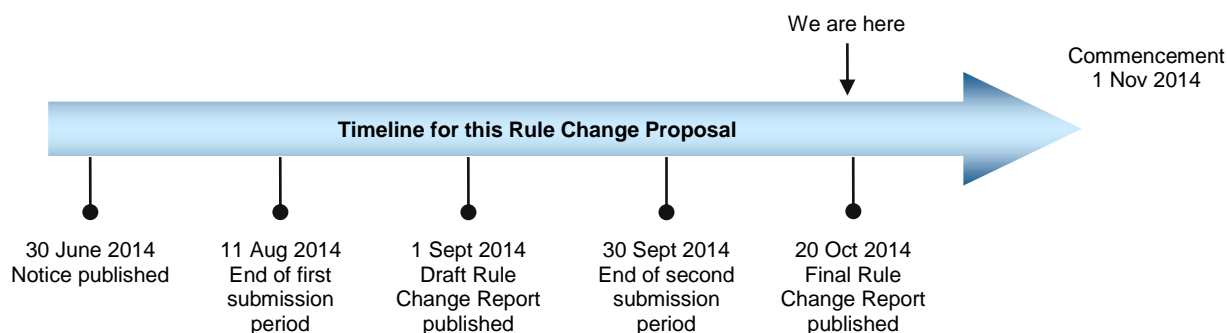 We are here
Commencement
1 Nov 2014
Timeline for this Rule Change Proposal
30 June 2014
Notice published
11 Aug 2014
End of first
submission
period
1 Sept 2014
Draft Rule
Change Report
published
30 Sept 2014
End of second
submission
period
20 Oct 2014
Final Rule
Change Report
published